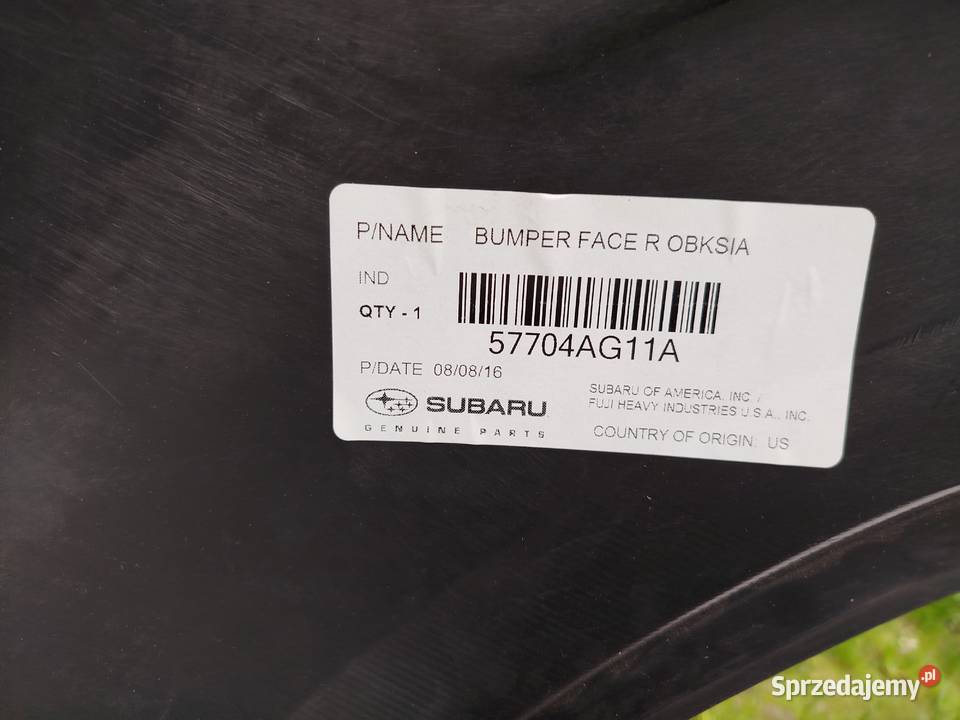 P/NAME BUMPER FACE R OBKSIA
IND
QTY - 1
57704AG11A
P/DATE 08/08/16
SUBARU
GENUINE PARTS
SUBARU OF AMERICA, INC. /
FUJI HEAVY INDUSTRIES U.S.A., INC.
COUNTRY OF ORIGIN: US
Sprzedajemy.pl